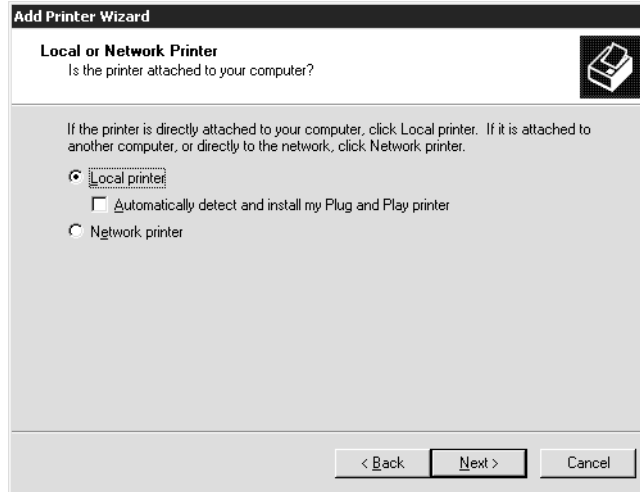 Add Printer Wizard
Local or Network Printer
Is the printer attached to your computer?
If the printer is directly attached to your computer, click Local printer. If it is attached to
another computer, or directly to the network, click Network printer.
Local printer
Automatically detect and install my Plug and Play printer
Network printer
< Back
Next >
Cancel